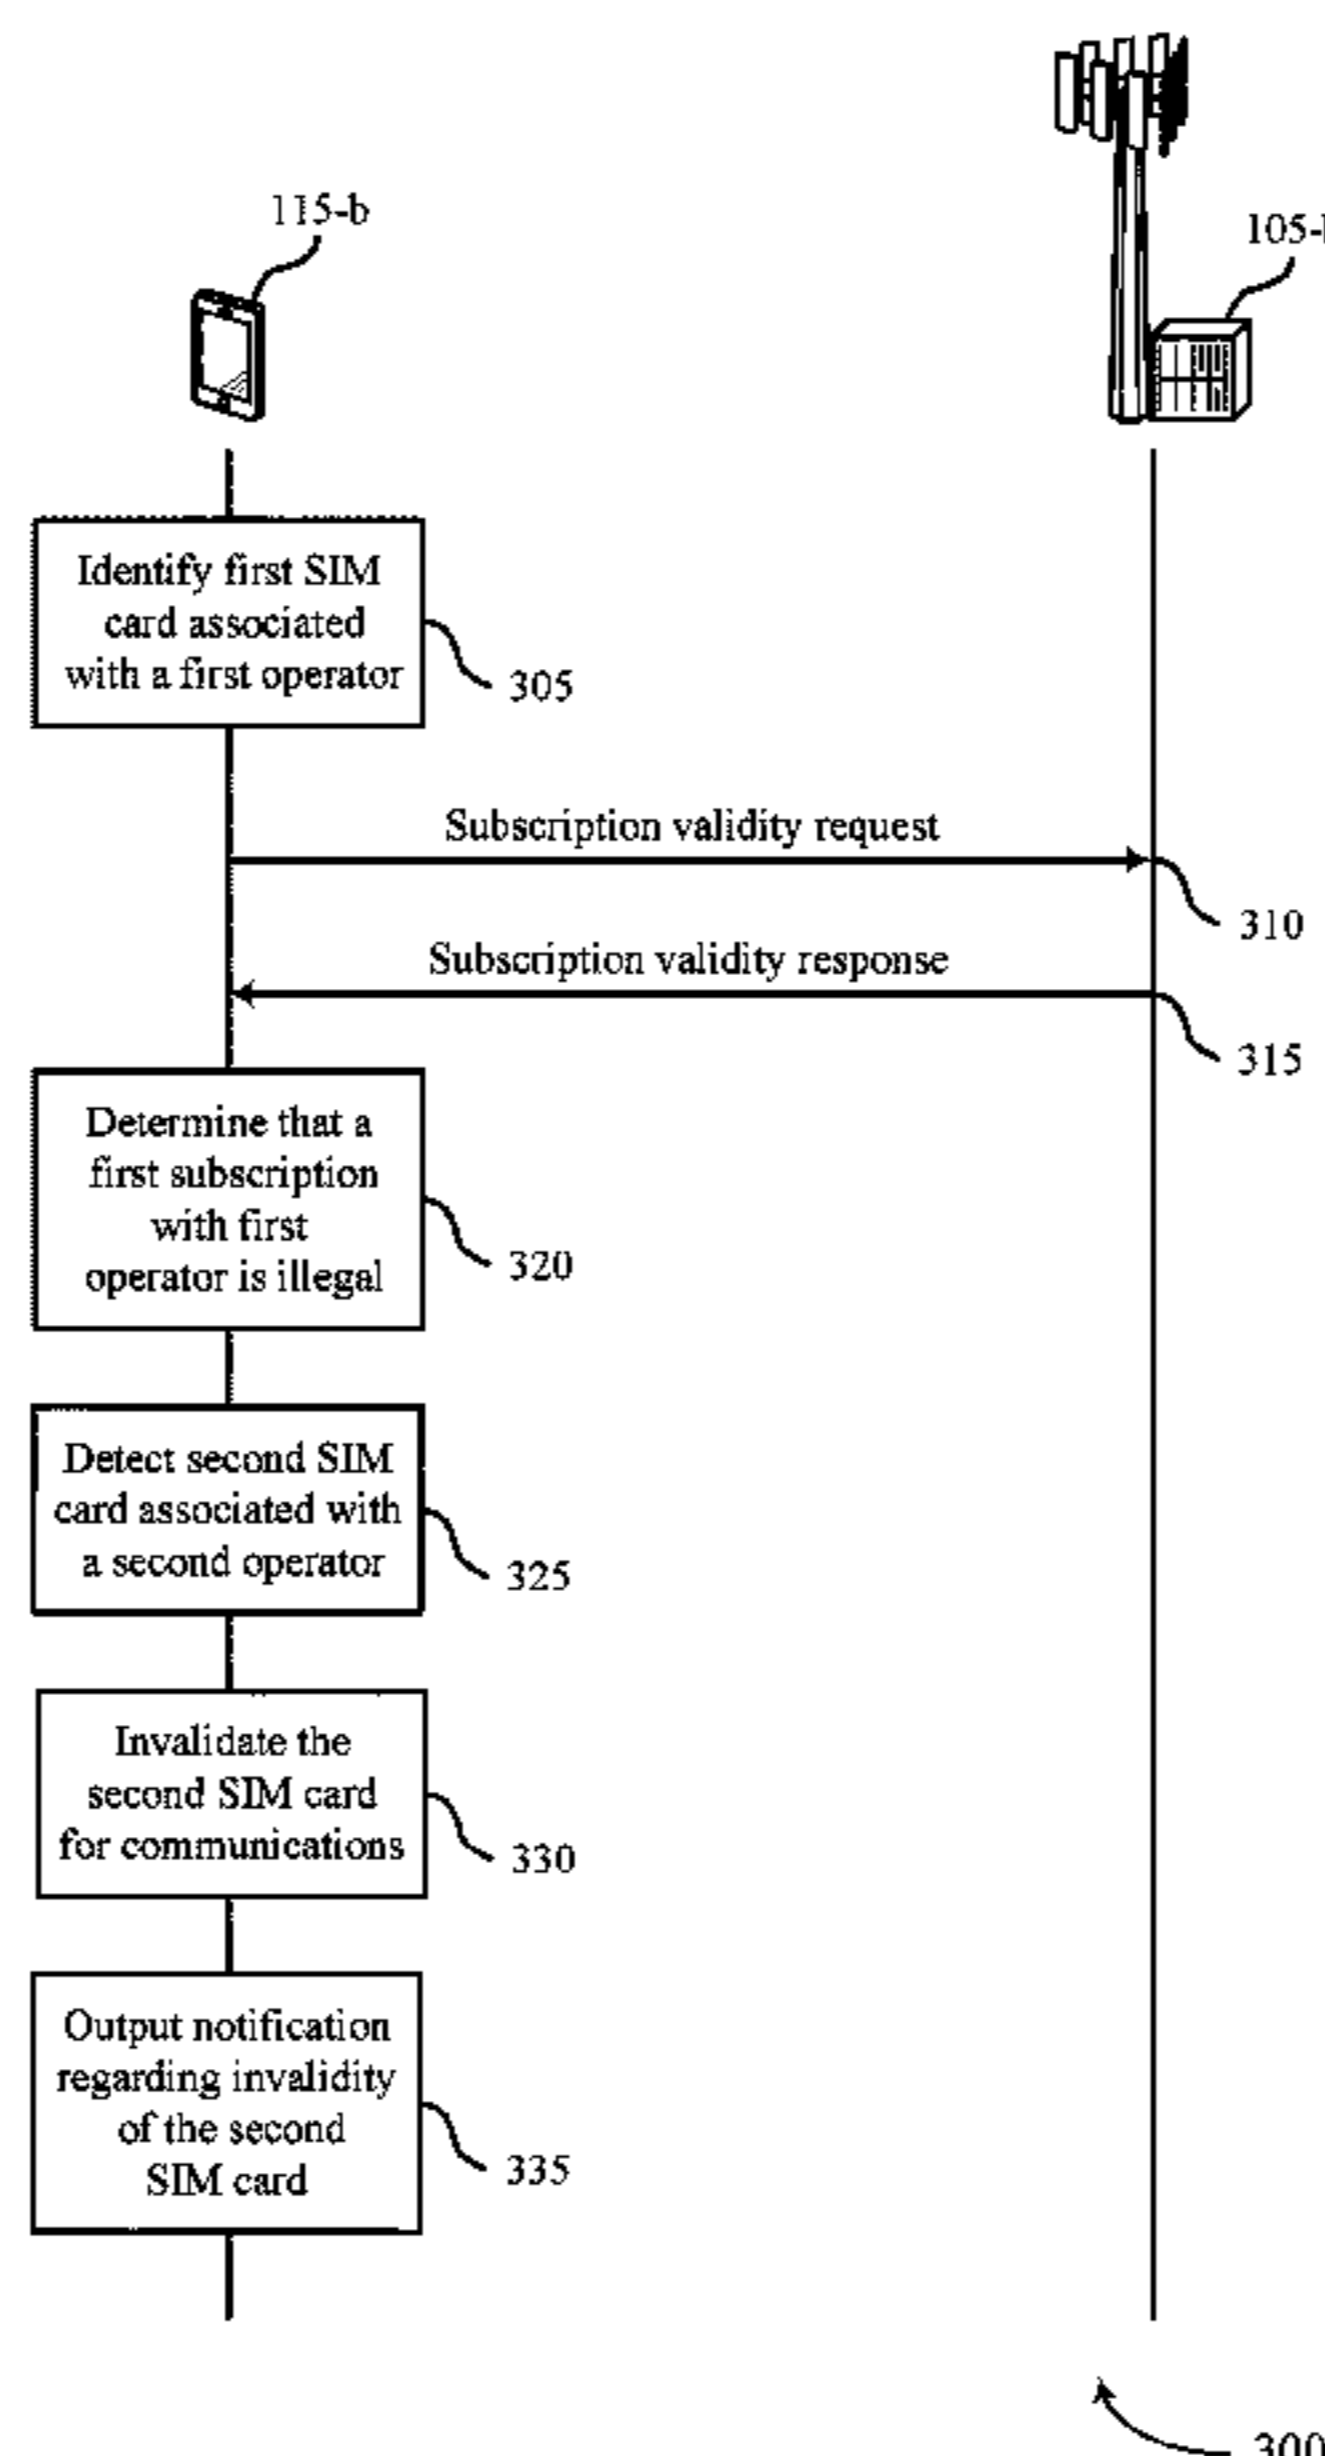 115-b
105-
Identify first SIM
card associated
with a first operator
305
Subscription validity request
310
Subscription validity response
315
Determine that a
first subscription
with first
operator is illegal
320
Detect second SIM
card associated with
a second operator
325
Invalidate the
second SIM card
for communications
330
Output notification
regarding invalidity
of the second
SIM card
335
300